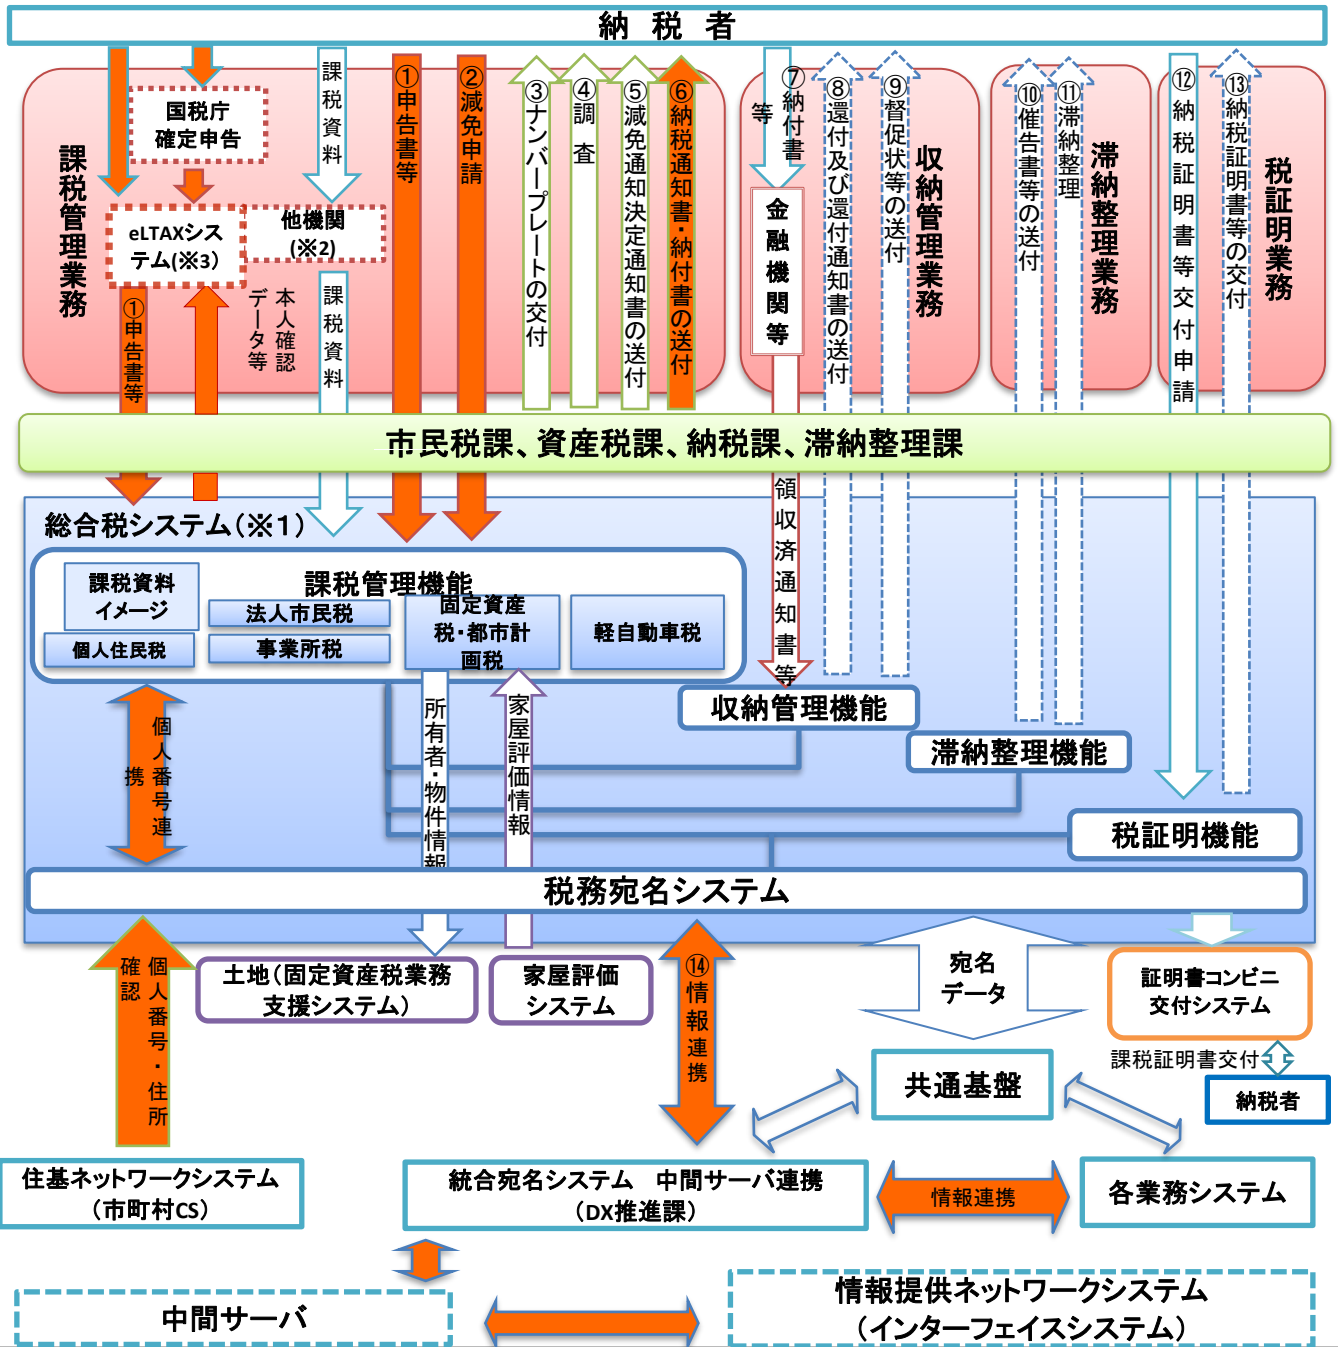 納　税　者
国税庁
確定申告
課税資料
①申告書等
②減免申請
③ナンバープレートの交付
④調査
⑤減免通知決定通知書の送付
⑥納税通知書・納付書の送付
⑦納付書
等
⑧還付及び還付通知書の送付
⑨督促状等の送付
⑩催告書等の送付
⑪滞納整理
⑫納税証明書等交付申請
⑬納税証明書等の交付
課税管理業務
収納管理業務
滞納整理業務
税証明業務
eLTAXシス
テム(※3)
他機関
(※2)
金融機関等
①申告書等
本人確認
データ等
課税資料
市民税課、資産税課、納税課、滞納整理課
領収済通知書等
総合税システム(※1)
課税管理機能
課税資料
イメージ
個人住民税
法人市民税
事業所税
固定資産
税・都市計
画税
軽自動車税
個人番号連
携
所有者・物件情報
家屋評価情報
収納管理機能
滞納整理機能
税証明機能
税務宛名システム
個人番号・住所
確認
土地(固定資産税業務
支援システム)
家屋評価
システム
⑭情報連携
宛名
データ
証明書コンビニ
交付システム
課税証明書交付
納税者
共通基盤
住基ネットワークシステム
(市町村CS)
統合宛名システム　中間サーバ連携
(DX推進課)
情報連携
各業務システム
中間サーバ
情報提供ネットワークシステム
(インターフェイスシステム)